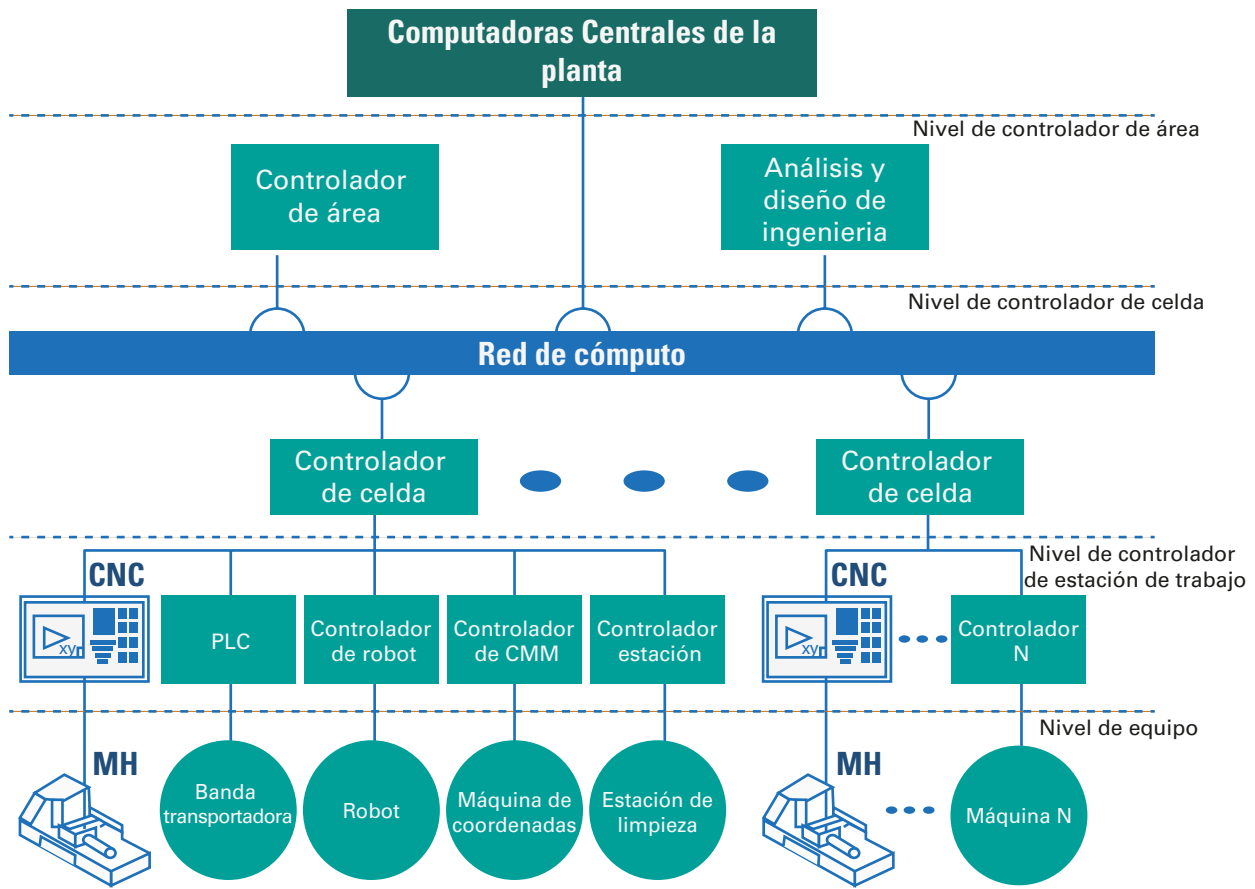 Computadoras Centrales de la
planta
Nivel de controlador de área
Controlador
de área
Análisis y
diseño de
ingenieria
Nivel de controlador de celda
Red de cómputo
Controlador
de celda
Controlador
de celda
Nivel de controlador
de estación de trabajo
CNC
xyr
PLC
Controlador
de robot
Controlador
de CMM
Controlador
estación
CNC
xyr
Controlador
N
Nivel de equipo
MH
Banda
transportadora
Robot
Máquina de
coordenadas
Estación de
limpieza
MH
Máquina N